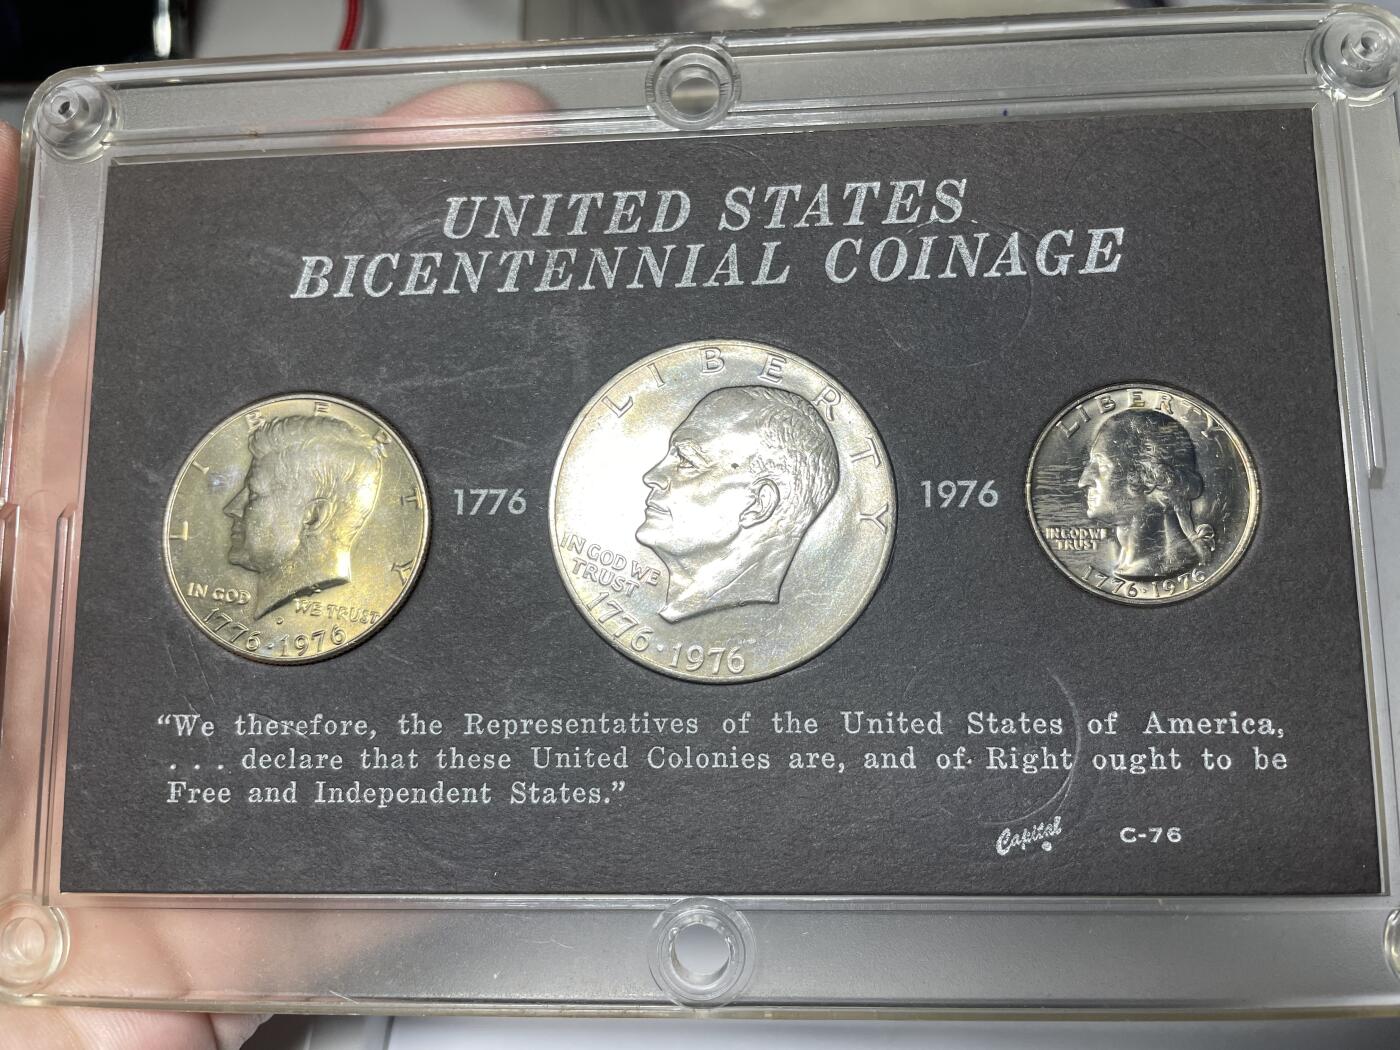 UNITED STATES
BICENTENNIAL COINAGE
LIBERTY
IN GOD WE TRUST
1776·1976
1776
LIBERTY
IN GOD WE
TRUST
1776·1976
1976
LIBERTY
IN GOD WE
TRUST
1776·1976
“We therefore, the Representatives of the United States of America,
. . . declare that these United Colonies are, and of Right ought to be
Free and Independent States.”
Capital C-76